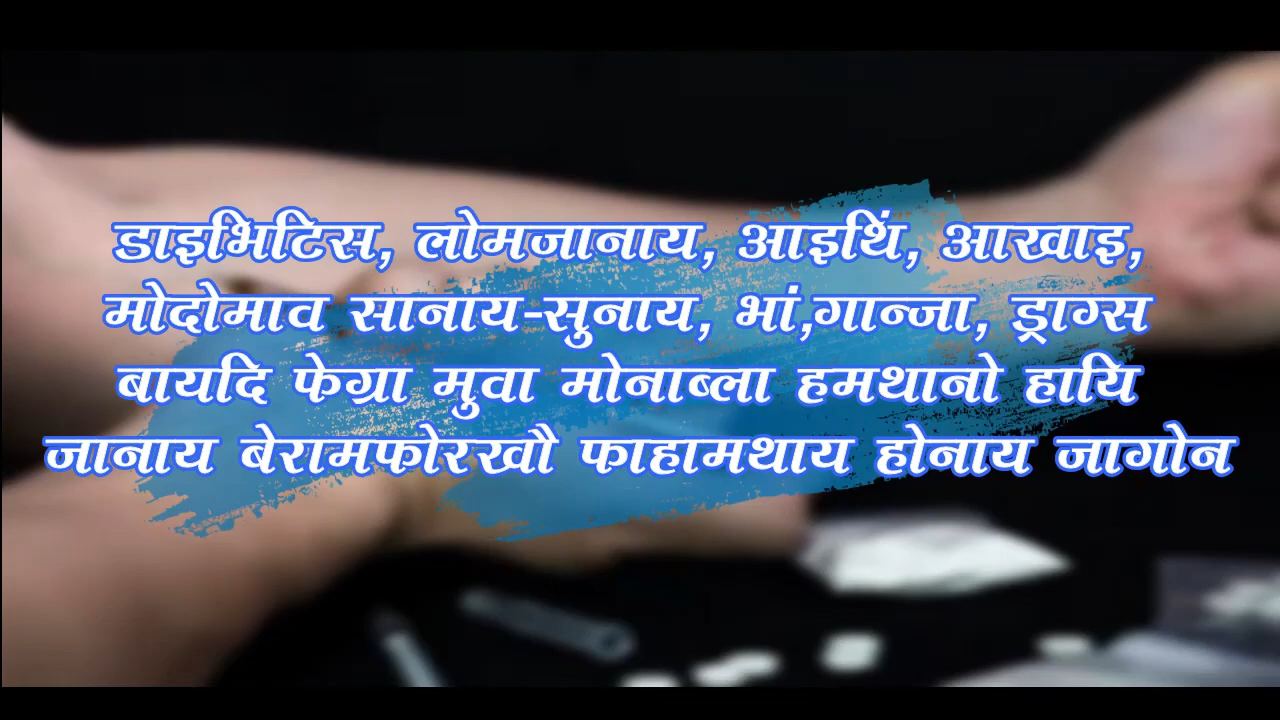 डाइभिटिस, लोमजानाय, आइथिं, आखाइ,
मोदोमाव सानाय-सुनाय, भां,गान्जा, ड्राग्स
बायदि फेग्रा मुवा मोनाब्ला हमथानो हायि
जानाय बेरामफोरखौ फाहामथाय होनाय जागोन